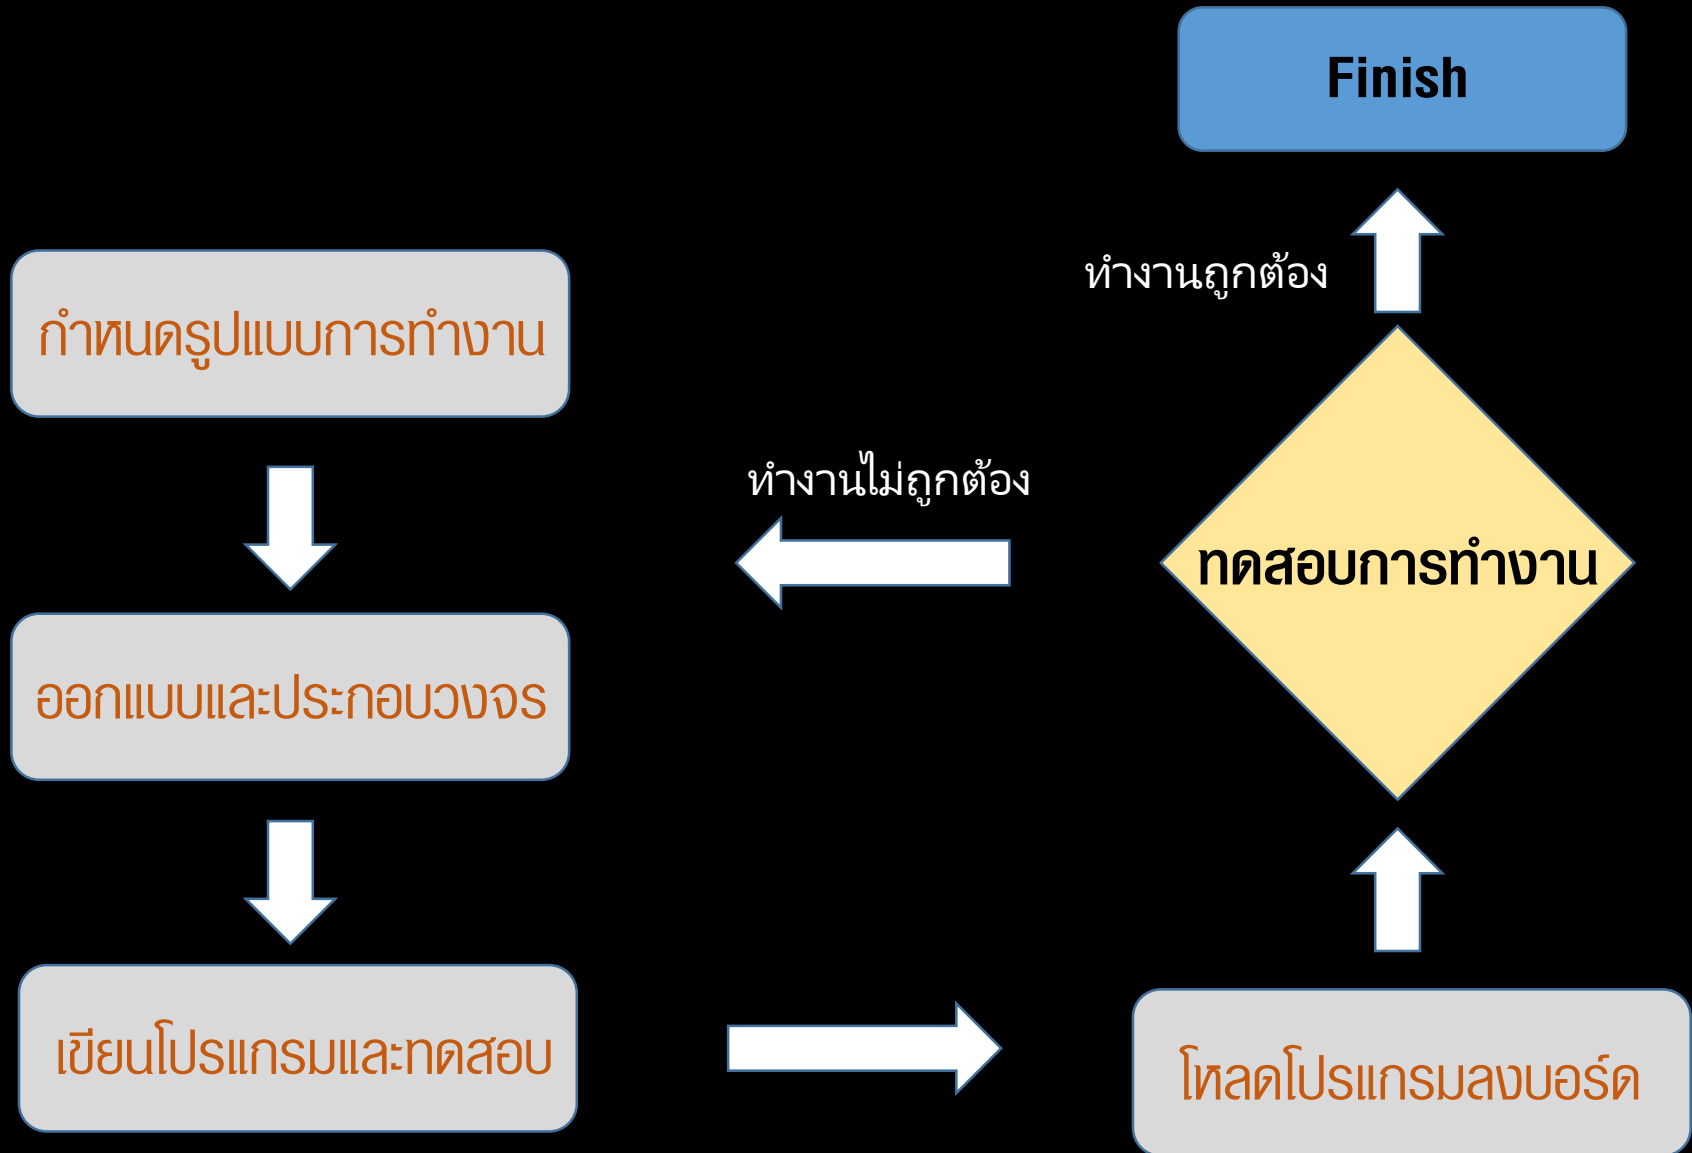 Finish
ทำงานถูกต้อง
กำหนดรูปแบบการทำงาน
ทำงานไม่ถูกต้อง
ทดสอบการทำงาน
ออกแบบและประกอบวงจร
เขียนโปรแกรมและทดสอบ
โหลดโปรแกรมลงบอร์ด